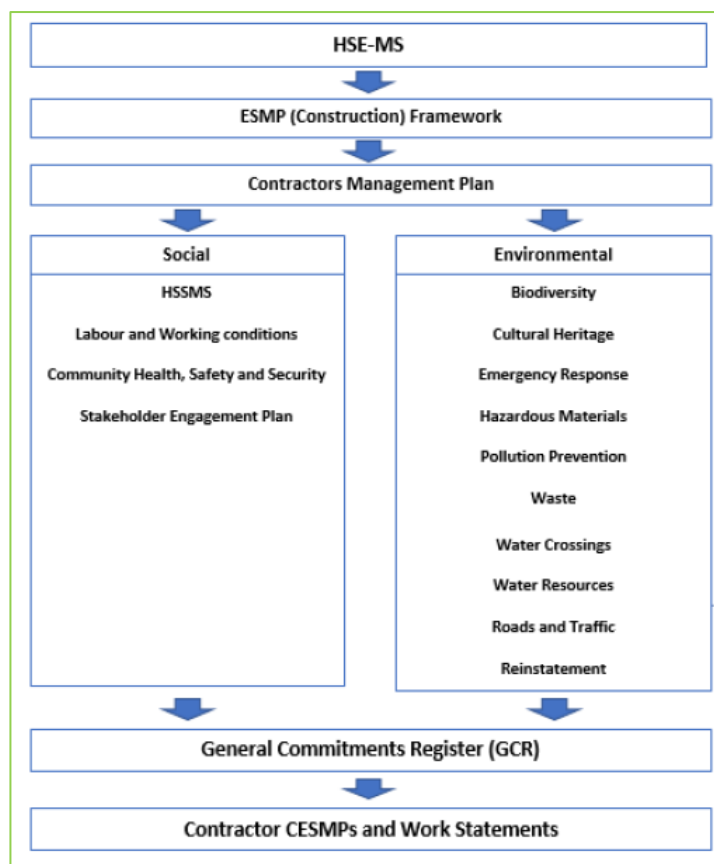 HSE-MS
ESMP (Construction) Framework
Contractors Management Plan
Social
HSSMS
Labour and Working conditions
Community Health, Safety and Security
Stakeholder Engagement Plan
Environmental
Biodiversity
Cultural Heritage
Emergency Response
Hazardous Materials
Pollution Prevention
Waste
Water Crossings
Water Resources
Roads and Traffic
Reinstatement
General Commitments Register (GCR)
Contractor CESMPs and Work Statements